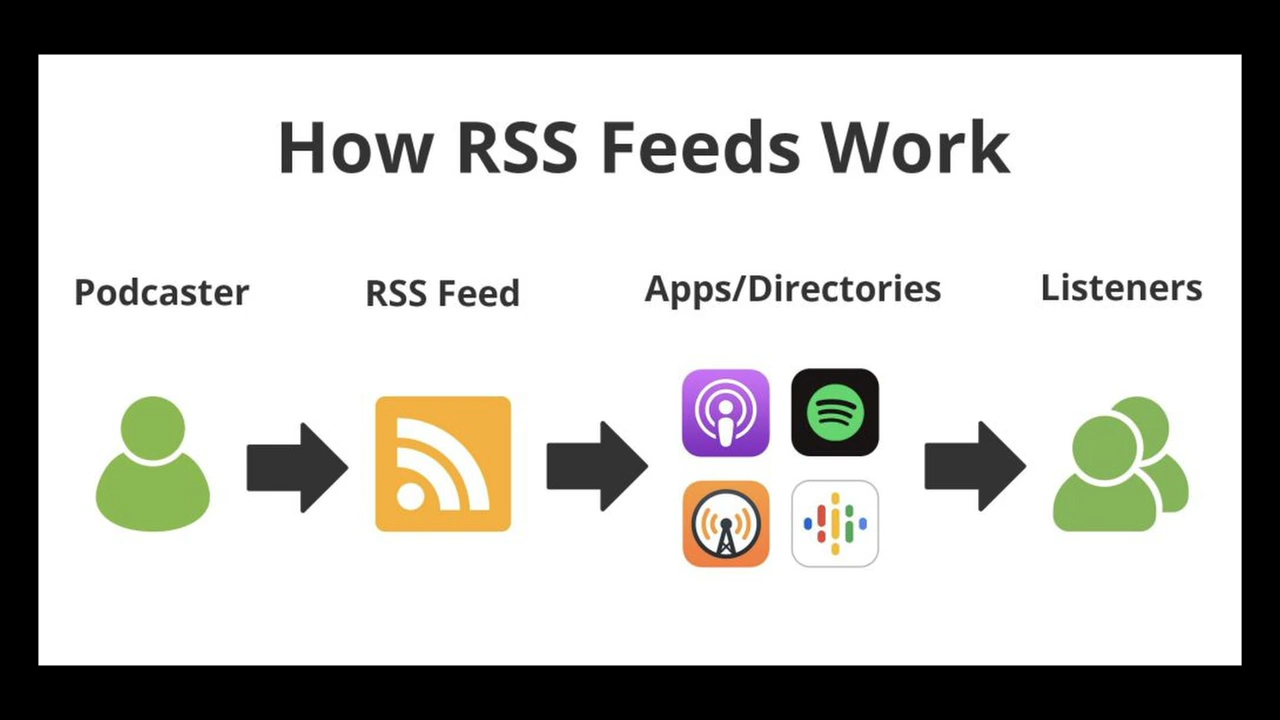 How RSS Feeds Work
Podcaster
RSS Feed
Apps/Directories
Listeners